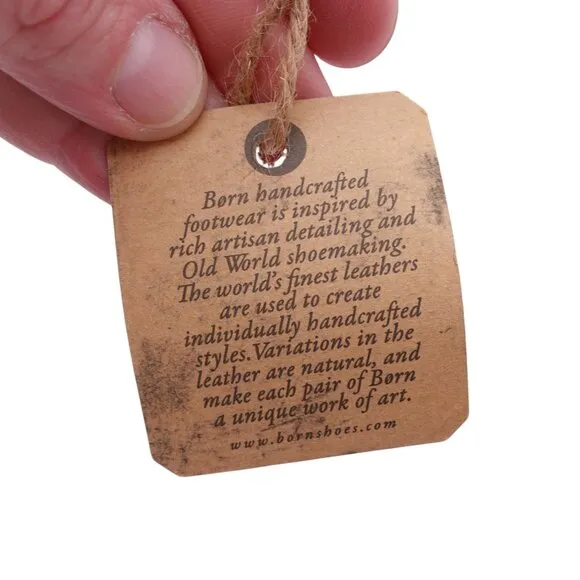 Børn handcrafted
footwear is inspired by
rich artisan detailing and
Old World shoemaking.
The world's finest leathers
are used to create
individually handcrafted
styles.Variations in the
leather are natural, and
make each pair of Børn
a unique work of art.
www.bornshoes.com